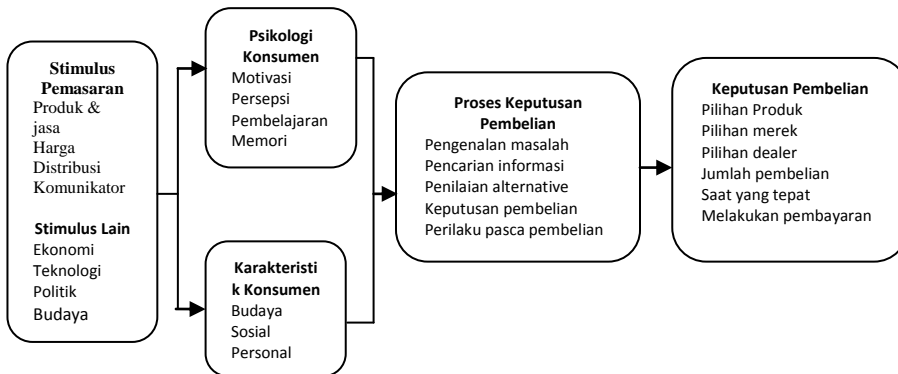 Stimulus
Pemasaran
Produk &
jasa
Harga
Distribusi
Komunikator
Stimulus Lain
Ekonomi
Teknologi
Politik
Budaya
Psikologi
Konsumen
Motivasi
Persepsi
Pembelajaran
Memori
Karakteristi
k Konsumen
Budaya
Sosial
Personal
Proses Keputusan
Pembelian
Pengenalan masalah
Pencarian informasi
Penilaian alternative
Keputusan pembelian
Perilaku pasca pembelian
Keputusan Pembelian
Pilihan Produk
Pilihan merek
Pilihan dealer
Jumlah pembelian
Saat yang tepat
Melakukan pembayaran